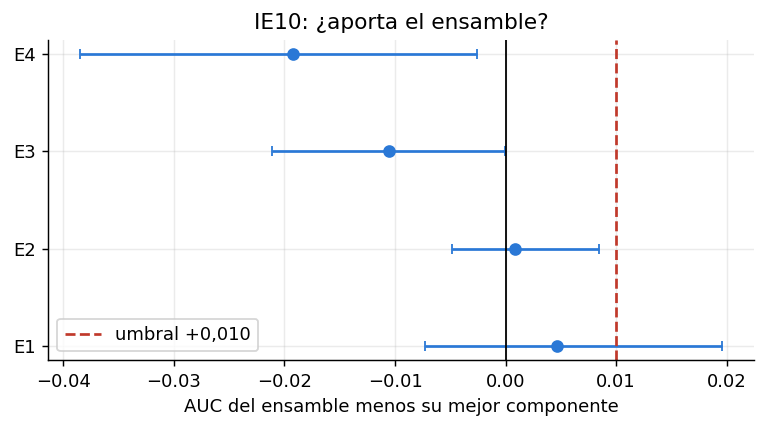 IE10: ¿aporta el ensamble?
E4
E3
E2
E1
umbral +0,010
−0.04 −0.03 −0.02 −0.01 0.00 0.01 0.02
AUC del ensamble menos su mejor componente